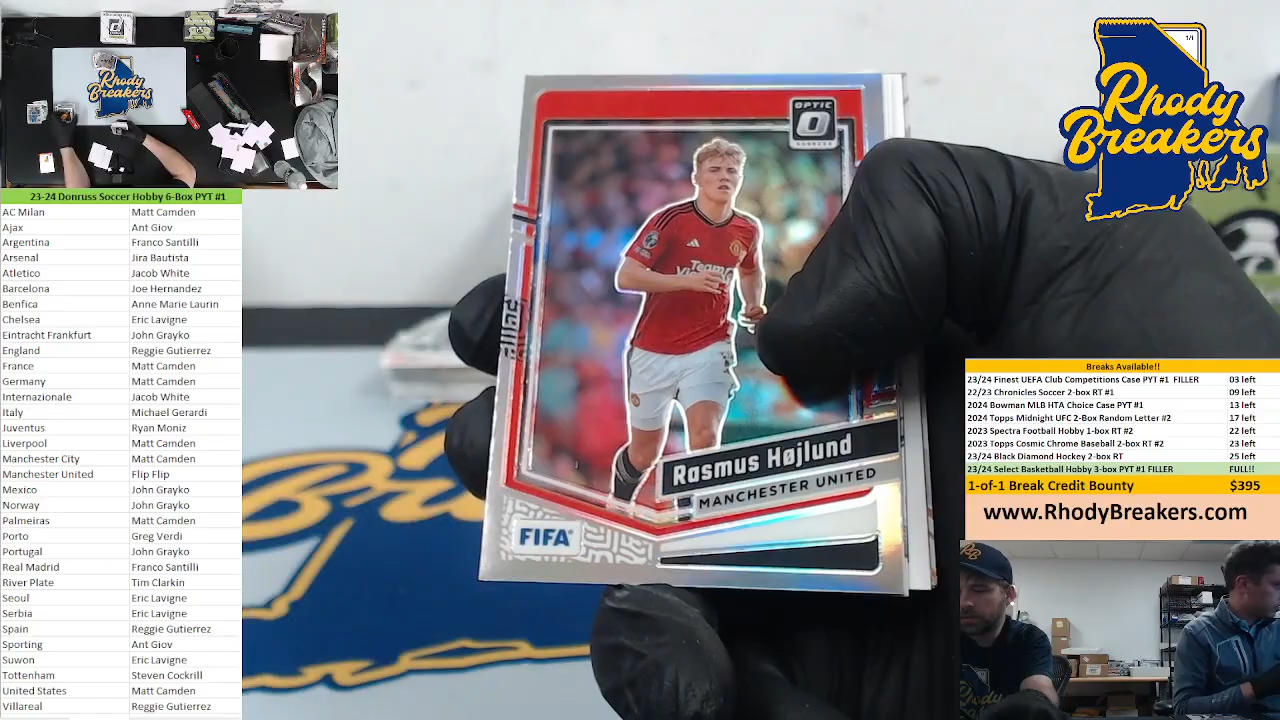 Rhody
Breakers
23-24 Donruss Soccer Hobby 6-Box PYT #1
AC Milan Matt Camden
Ajax Ant Giov
Argentina Franco Santilli
Arsenal Jira Bautista
Atletico Jacob White
Barcelona Joe Hernandez
Benfica Anne Marie Laurin
Chelsea Eric Lavigne
Eintracht Frankfurt John Grayko
England Reggie Gutierrez
France Matt Camden
Germany Matt Camden
Internazionale Jacob White
Italy Michael Gerardi
Juventus Ryan Moniz
Liverpool Matt Camden
Manchester City Matt Camden
Manchester United Flip Flip
Mexico John Grayko
Norway John Grayko
Palmeiras Matt Camden
Porto Greg Verdi
Portugal John Grayko
Real Madrid Franco Santilli
River Plate Tim Clarkin
Seoul Eric Lavigne
Serbia Eric Lavigne
Spain Reggie Gutierrez
Sporting Ant Giov
Suwon Eric Lavigne
Tottenham Steven Cockrill
United States Matt Camden
Villareal Reggie Gutierrez
OPTIC
Team
Rasmus Højlund
MANCHESTER UNITED
FIFA
1/1
Rhody
Breakers
Breaks Available!!
23/24 Finest UEFA Club Competitions Case PYT #1 FILLER 03 left
22/23 Chronicles Soccer 2-box RT #1 09 left
2024 Bowman MLB HTA Choice Case PYT #1 13 left
2024 Topps Midnight UFC 2-Box Random Letter #2 17 left
2023 Spectra Football Hobby 1-box RT #2 22 left
2023 Topps Cosmic Chrome Baseball 2-box RT #2 23 left
23/24 Black Diamond Hockey 2-box RT 25 left
23/24 Select Basketball Hobby 3-box PYT #1 FILLER FULL!!
1-of-1 Break Credit Bounty $395
www.RhodyBreakers.com
RB
Rhody
Breakers